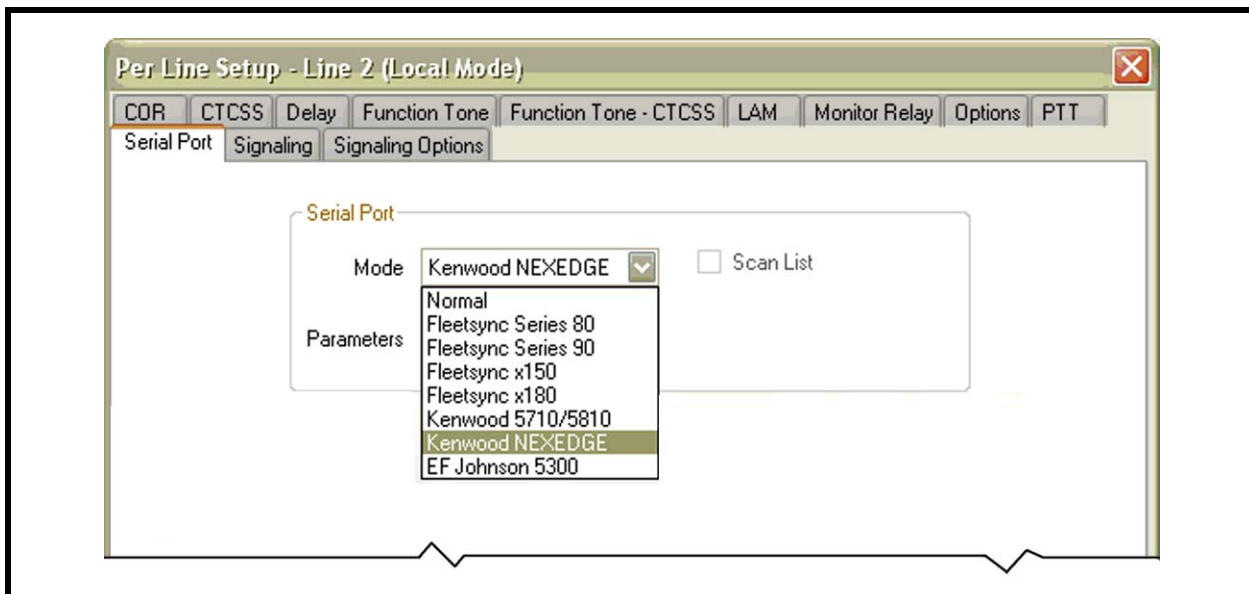 Per Line Setup - Line 2 (Local Mode)
COR CTCSS Delay Function Tone Function Tone - CTCSS LAM Monitor Relay Options PTT
Serial Port Signaling Signaling Options
Serial Port
Mode Kenwood NEXEDGE Scan List
Normal
Fleetsync Series 80
Parameters Fleetsync Series 90
Fleetsync x150
Fleetsync x180
Kenwood 5710/5810
Kenwood NEXEDGE
EF Johnson 5300